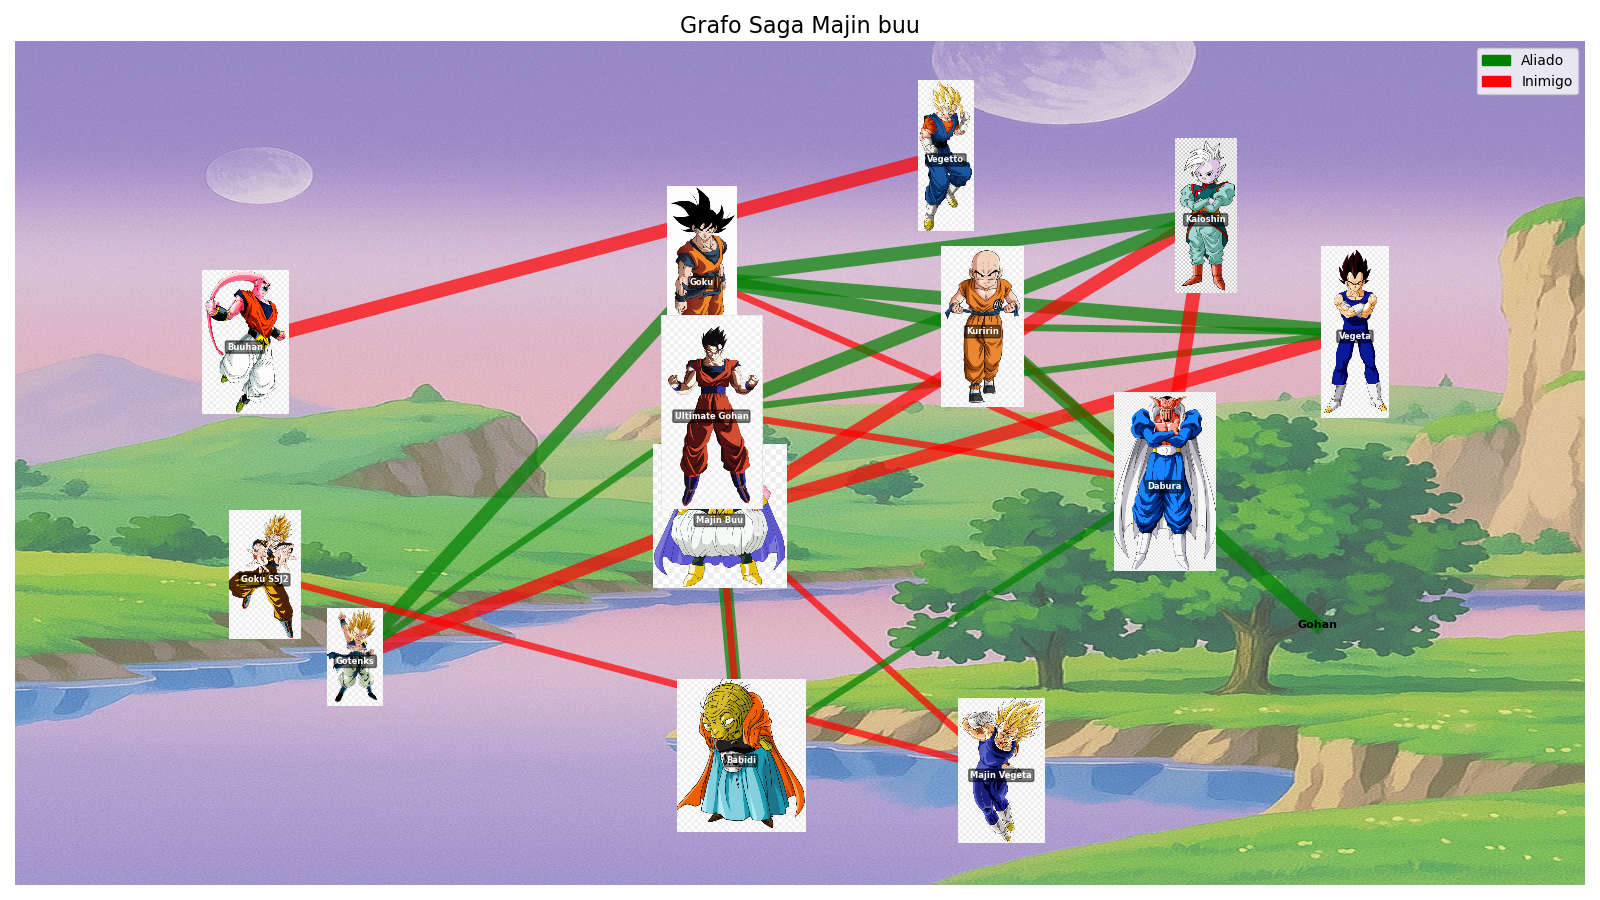 Grafo Saga Majin buu
Aliado
Inimigo
Vegetto
Kaioshin
Goku
Kuririn
Vegeta
Buuhan
Ultimate Gohan
Dabura
Majin Buu
Goku SSJ2
Gohan
Gotenks
Babidi
Majin Vegeta